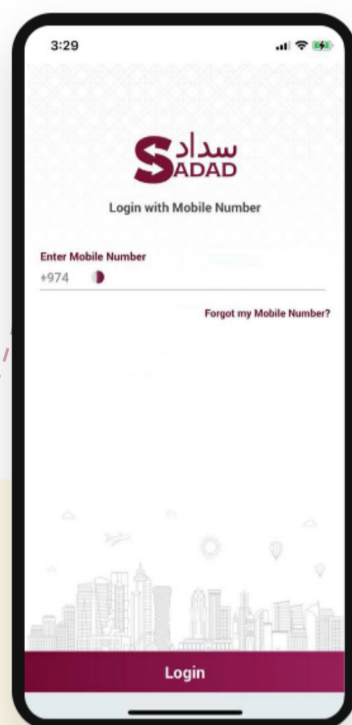 3:29
سداد
SADAD
Login with Mobile Number
Enter Mobile Number
+974
Forgot my Mobile Number?
Login